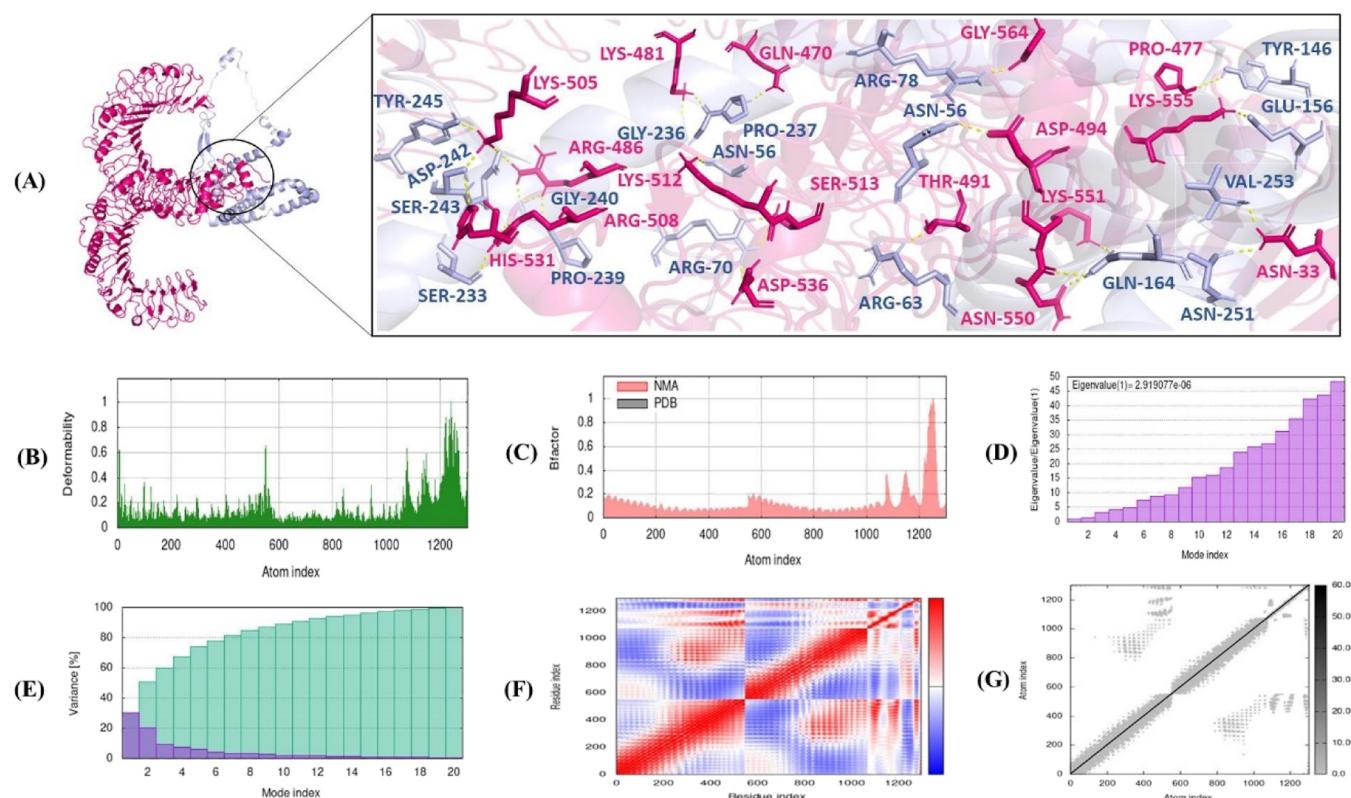 (A)
LYS-481
GLN-470
GLY-564
PRO-477
TYR-146
LYS-505
ARG-78
LYS-555
TYR-245
ASN-56
GLU-156
GLY-236
PRO-237
ASP-494
ASP-242
ARG-486
ASN-56
LYS-512
SER-513
THR-491
VAL-253
SER-243
GLY-240
LYS-551
ARG-508
HIS-531
ARG-70
ASN-33
PRO-239
ASP-536
GLN-164
SER-233
ARG-63
ASN-550
ASN-251
(B)
Deformability
1
0.8
0.6
0.4
0.2
0
0 200 400 600 800 1000 1200
Atom index
(C)
NMA
PDB
Bfactor
1
0.8
0.6
0.4
0.2
0
0 200 400 600 800 1000 1200
Atom index
(D)
Eigenvalue(1)= 2.919077e-06
Eigenvalue/Eigenvalue(1)
50
45
40
35
30
25
20
15
10
5
0
2 4 6 8 10 12 14 16 18 20
Mode index
(E)
Variance [%]
100
80
60
40
20
0
2 4 6 8 10 12 14 16 18 20
Mode index
(F)
Residue index
1200
1000
800
600
400
200
0
0 200 400 600 800 1000 1200
Residue index
(G)
Atom index
1200
1000
800
600
400
200
0
0 200 400 600 800 1000 1200
Atom index
60.0
50.0
40.0
30.0
20.0
10.0
0.0